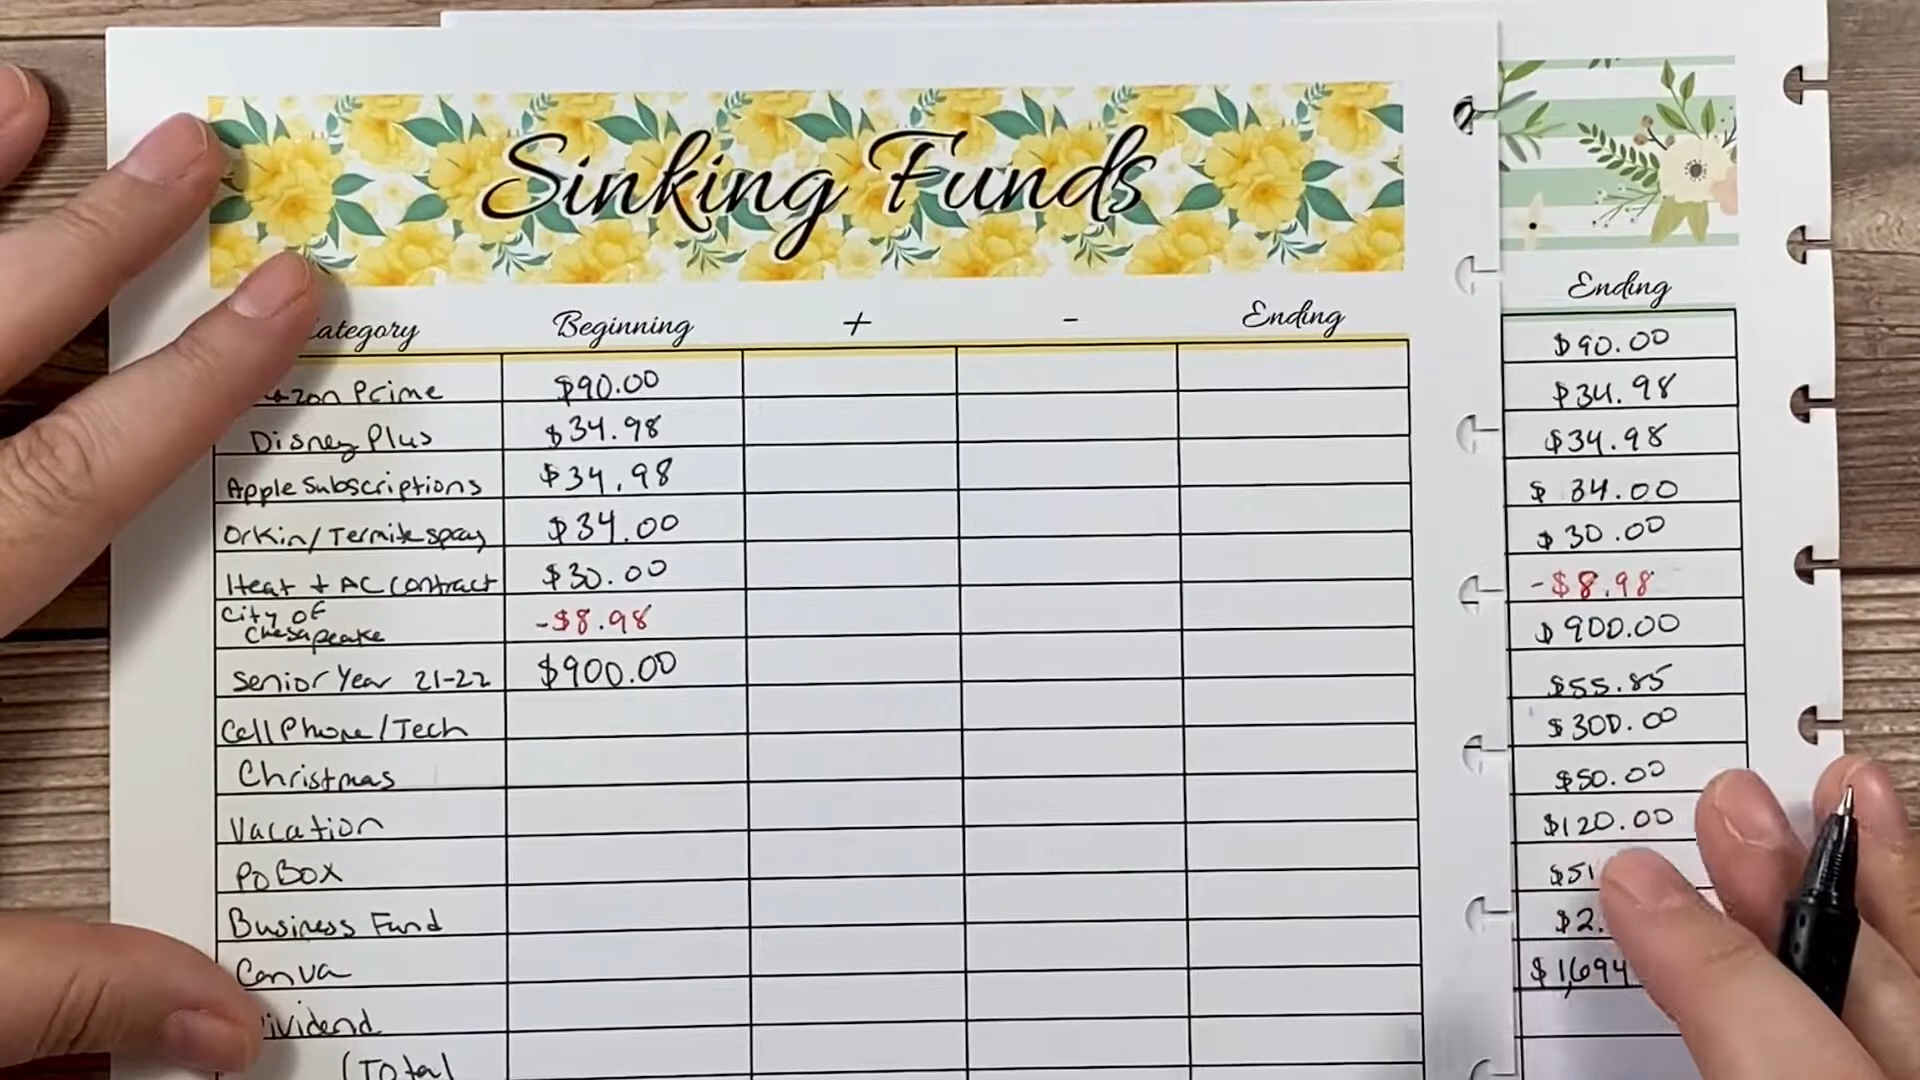 Sinking Funds
Ending
Category Beginning + - Ending
$90.00
Prime $90.00
$34.98
Disney Plus $34.98
$34.98
Apple Subscriptions $34.98
$34.00
Orkin/Termite spray $34.00
$30.00
Heat + AC Contract $30.00
-$8.98
City of
Chesapeake -$8.98
$900.00
Senior Year 21-22 $900.00
$55.85
Cell Phone/Tech
$300.00
Christmas
$50.00
Vacation
$120.00
PO Box
Business Fund
Canva
(Total